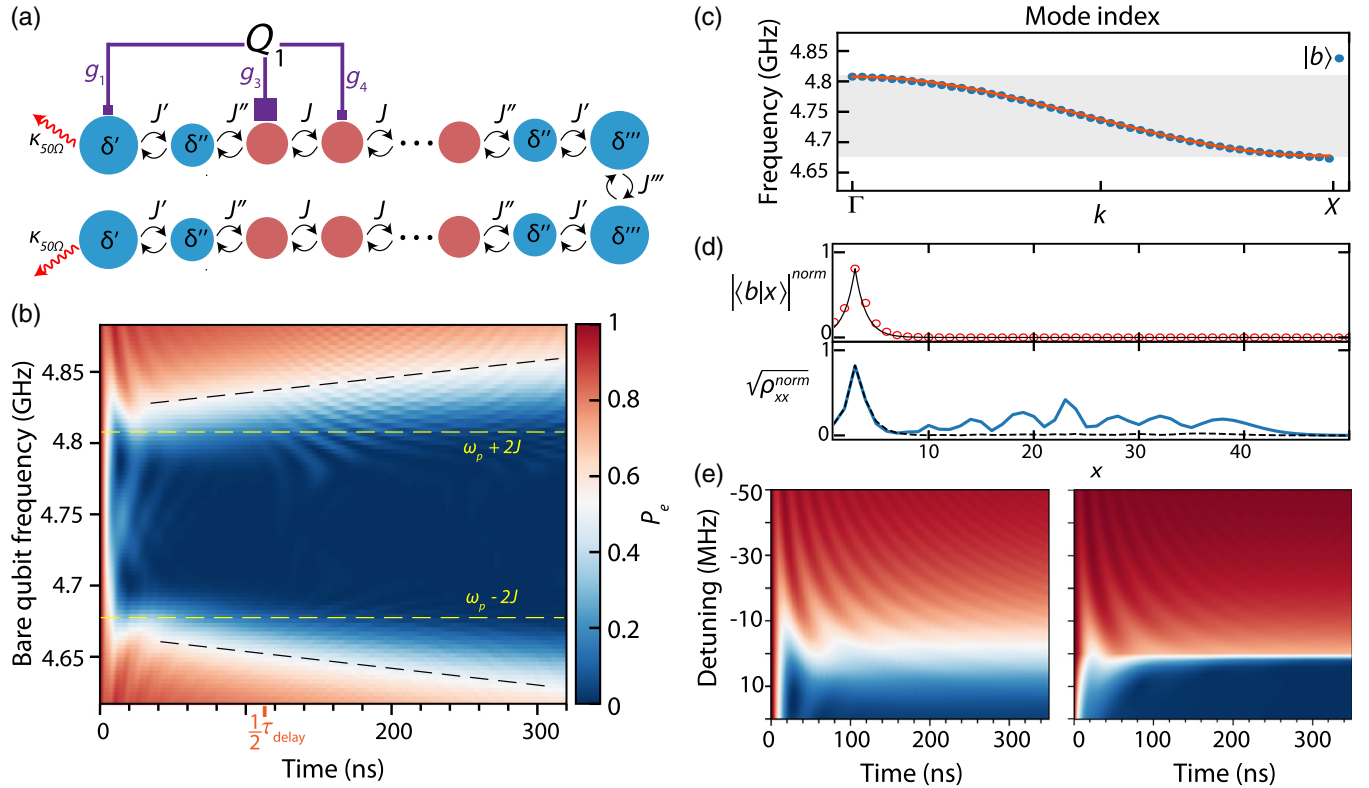 (a)
Q₁
g₁
g₃
g₄
J′ J″ J J J″ J′
κ50Ω
δ′ δ″ ··· δ″ δ‴
J‴
J′ J″ J J J″ J′
κ50Ω
δ′ δ″ ··· δ″ δ‴
(b)
Bare qubit frequency (GHz)
4.85
4.8
4.75
4.7
4.65
ωp + 2J
ωp - 2J
0 200 300
½τdelay
Time (ns)
1
0.8
0.6
0.4
0.2
0
Pe
(c)
Mode index
Frequency (GHz)
4.85
4.8
4.75
4.7
4.65
|b⟩
Γ k X
(d)
|⟨b|x⟩|norm
1
0
√ρxxnorm
1
0
10 20 30 40
x
(e)
Detuning (MHz)
-50
-30
-10
10
0 100 200 300
Time (ns)
0 100 200 300
Time (ns)